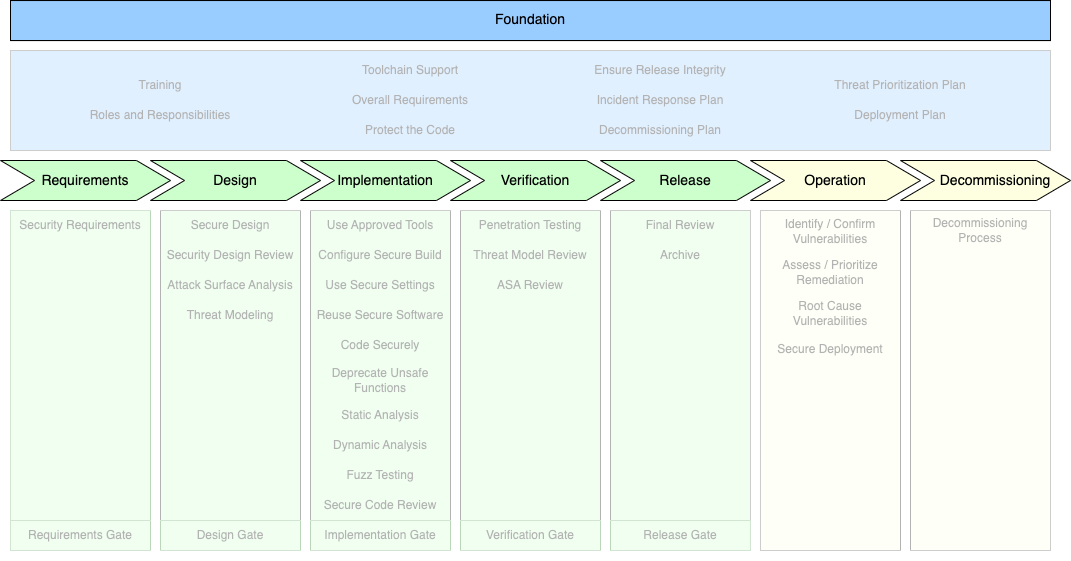 Foundation
Training
Roles and Responsibilities
Toolchain Support
Overall Requirements
Protect the Code
Ensure Release Integrity
Incident Response Plan
Decommissioning Plan
Threat Prioritization Plan
Deployment Plan
Requirements
Design
Implementation
Verification
Release
Operation
Decommissioning
Security Requirements
Requirements Gate
Secure Design
Security Design Review
Attack Surface Analysis
Threat Modeling
Design Gate
Use Approved Tools
Configure Secure Build
Use Secure Settings
Reuse Secure Software
Code Securely
Deprecate Unsafe
Functions
Static Analysis
Dynamic Analysis
Fuzz Testing
Secure Code Review
Implementation Gate
Penetration Testing
Threat Model Review
ASA Review
Verification Gate
Final Review
Archive
Release Gate
Identify / Confirm
Vulnerabilities
Assess / Prioritize
Remediation
Root Cause
Vulnerabilities
Secure Deployment
Decommissioning
Process